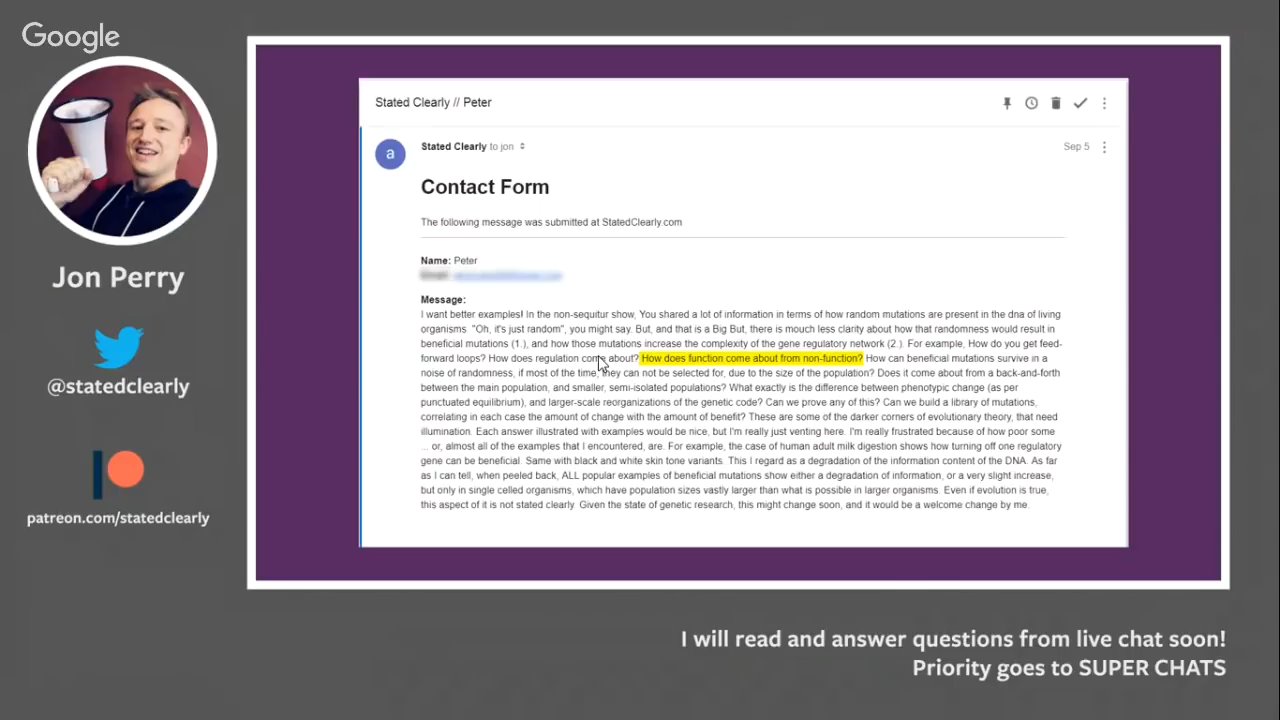 Google
Jon Perry
@statedclearly
patreon.com/statedclearly
Stated Clearly // Peter
a
Stated Clearly to jon
Sep 5
Contact Form
The following message was submitted at StatedClearly.com
Name: Peter
Message:
I want better examples! In the non-sequitur show, You shared a lot of information in terms of how random mutations are present in the dna of living
organisms. "Oh, it's just random", you might say. But, and that is a Big But, there is mouch less clarity about how that randomness would result in
beneficial mutations (1.), and how those mutations increase the complexity of the gene regulatory network (2.). For example, How do you get feed-
forward loops? How does regulation come about? How does function come about from non-function? How can beneficial mutations survive in a
noise of randomness, if most of the time, they can not be selected for, due to the size of the population? Does it come about from a back-and-forth
between the main population, and smaller, semi-isolated populations? What exactly is the difference between phenotypic change (as per
punctuated equilibrium), and larger-scale reorganizations of the genetic code? Can we prove any of this? Can we build a library of mutations,
correlating in each case the amount of change with the amount of benefit? These are some of the darker corners of evolutionary theory, that need
illumination. Each answer illustrated with examples would be nice, but I'm really just venting here. I'm really frustrated because of how poor some
... or, almost all of the examples that I encountered, are. For example, the case of human adult milk digestion shows how turning off one regulatory
gene can be beneficial. Same with black and white skin tone variants. This I regard as a degradation of the information content of the DNA. As far
as I can tell, when peeled back, ALL popular examples of beneficial mutations show either a degradation of information, or a very slight increase,
but only in single celled organisms, which have population sizes vastly larger than what is possible in larger organisms. Even if evolution is true,
this aspect of it is not stated clearly. Given the state of genetic research, this might change soon, and it would be a welcome change by me.
I will read and answer questions from live chat soon!
Priority goes to SUPER CHATS